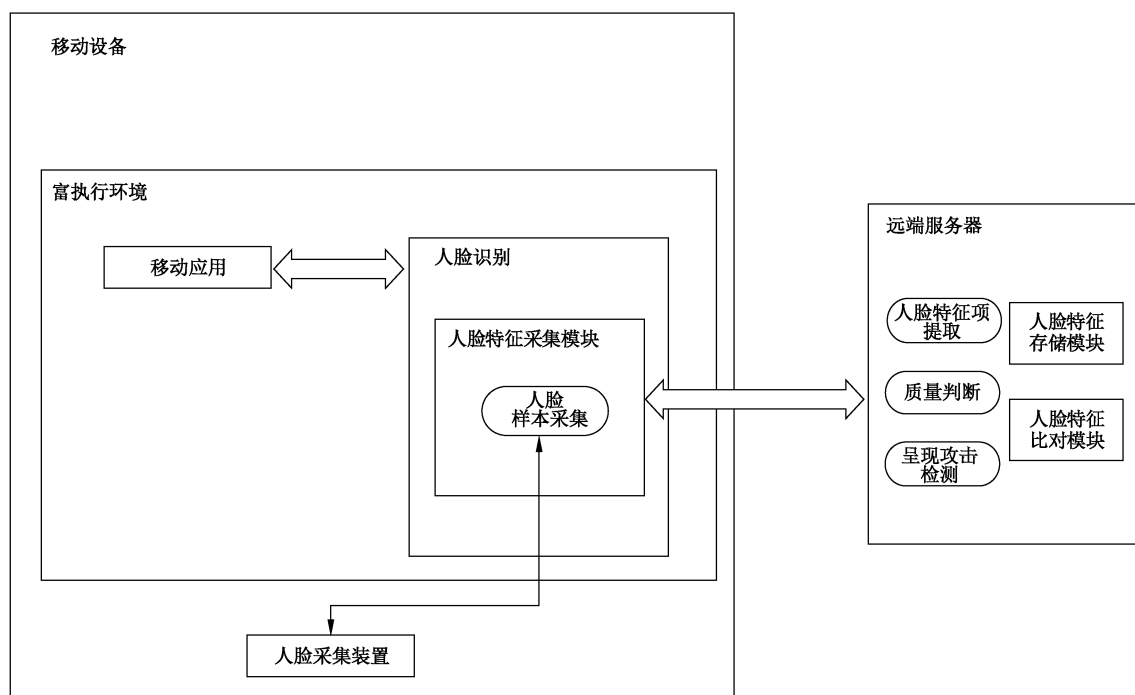 移动设备
富执行环境
移动应用
人脸识别
人脸特征采集模块
人脸
样本采集
人脸采集装置
远端服务器
人脸特征项
提取
质量判断
呈现攻击
检测
人脸特征
存储模块
人脸特征
比对模块